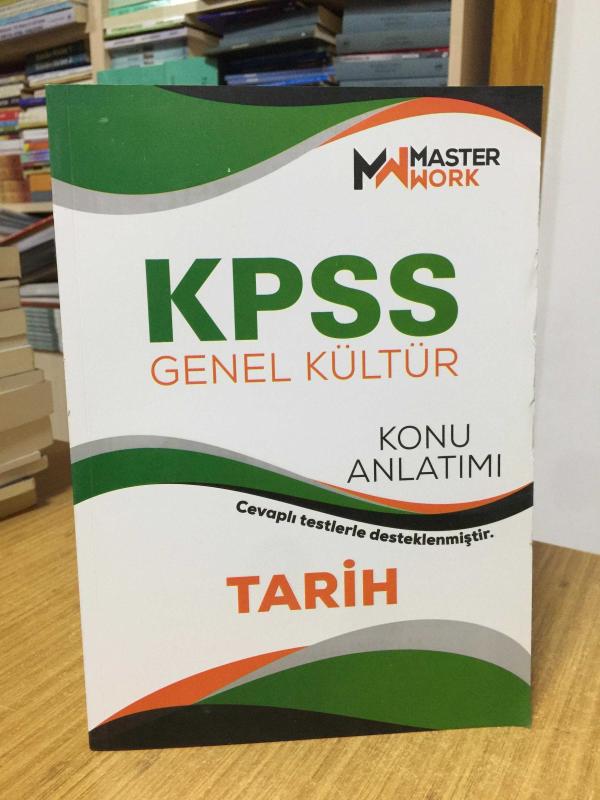 MASTER
WORK
KPSS
GENEL KÜLTÜR
KONU
ANLATIMI
Cevaplı testlerle desteklenmiştir.
TARİH